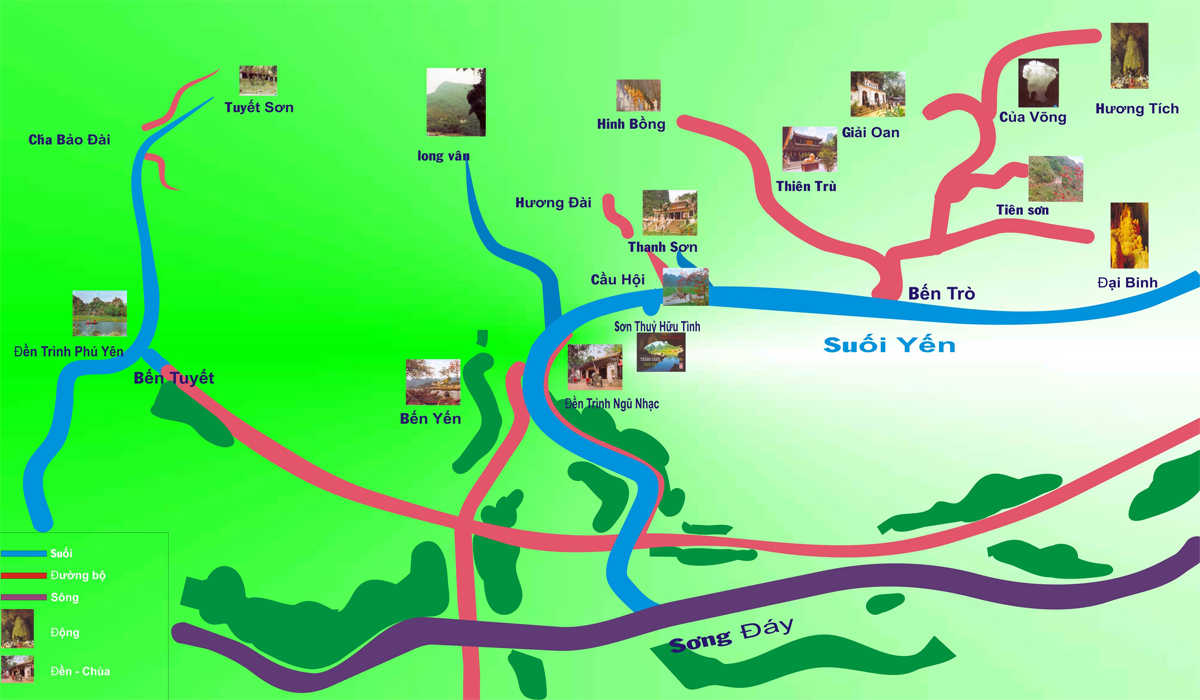 Tuyết Sơn
Cha Bảo Đài
long vân
Hinh Bồng
Giải Oan
Của Võng
Hương Tích
Thiên Trù
Hương Đài
Tiên sơn
Thanh Sơn
Cầu Hội
Đại Binh
Bến Trò
Sơn Thuỷ Hữu Tình
Suối Yến
Đền Trình Phú Yên
Bến Tuyết
Bến Yến
Đền Trình Ngũ Nhạc
Suối
Đường bộ
Sông
Động
Đền - Chùa
Sơng Đáy